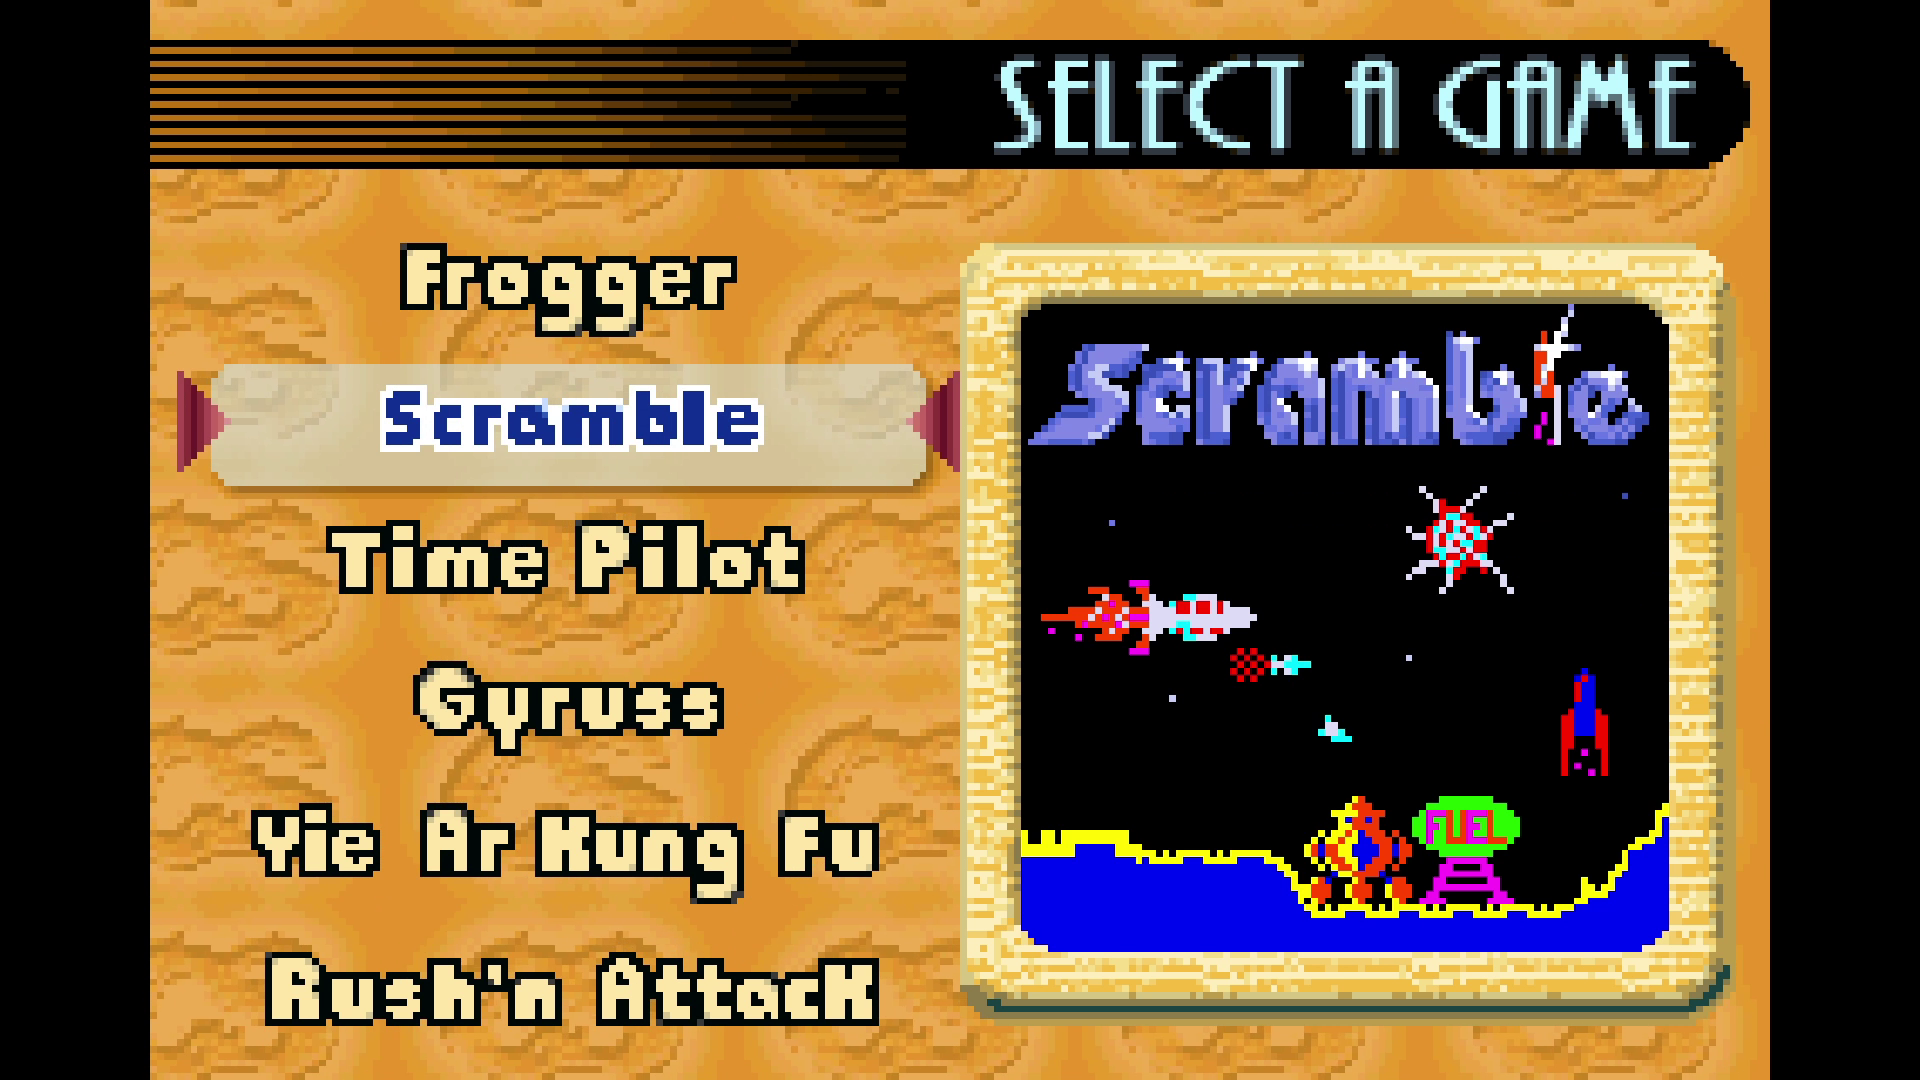 SELECT A GAME
Frogger
Scramble
Time Pilot
Gyruss
Yie Ar Kung Fu
Rush'n Attack
Scramble
FUEL